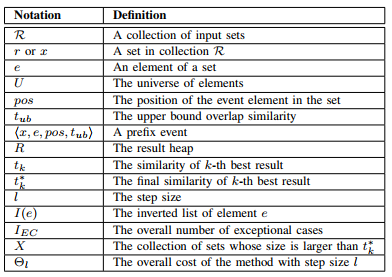 Notation Definition
R A collection of input sets
r or x A set in collection R
e An element of a set
U The universe of elements
pos The position of the event element in the set
t_ub The upper bound overlap similarity
⟨x, e, pos, t_ub⟩ A prefix event
R The result heap
t_k The similarity of k-th best result
t*_k The final similarity of k-th best result
l The step size
I(e) The inverted list of element e
I_EC The overall number of exceptional cases
X The collection of sets whose size is larger than t*_k
Θ_l The overall cost of the method with step size l